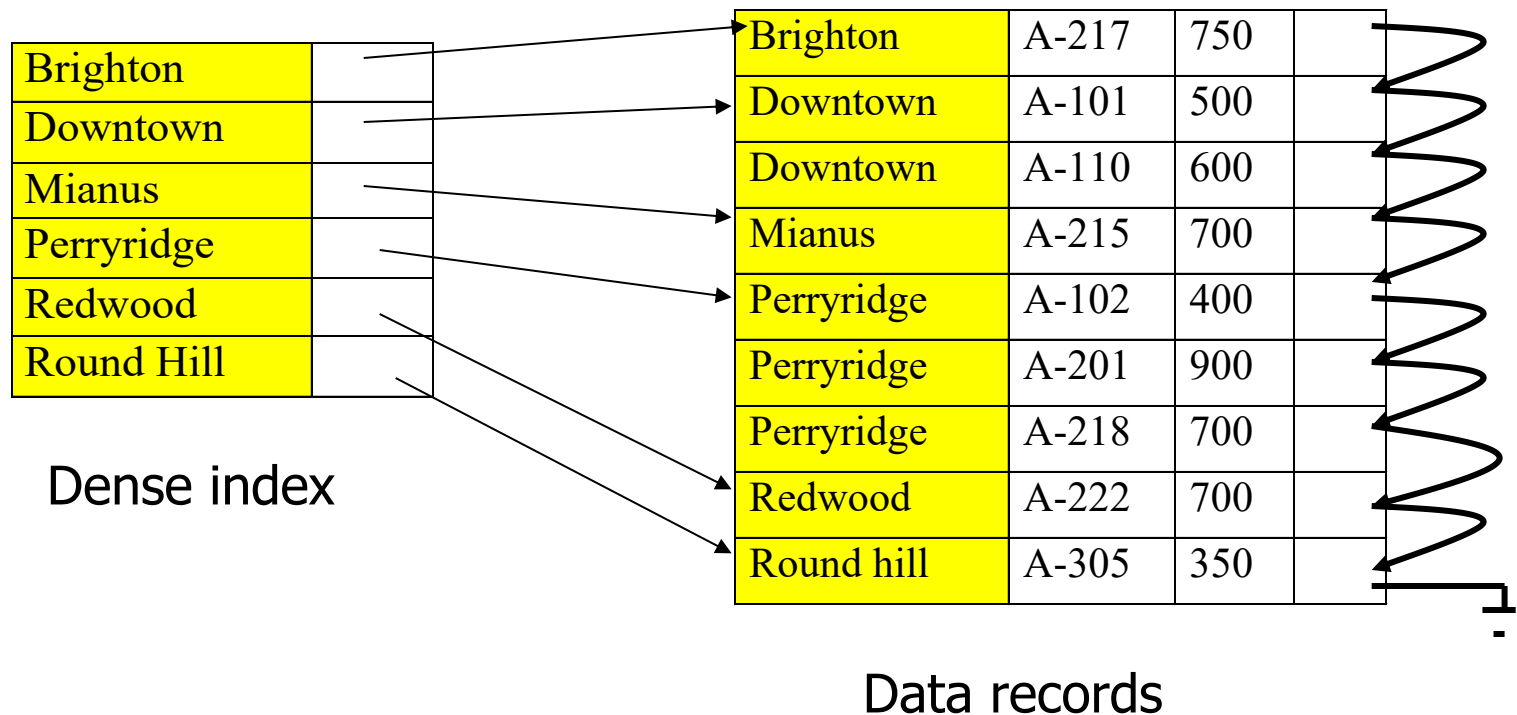 Brighton
Downtown
Mianus
Perryridge
Redwood
Round Hill
Dense index
Brighton A-217 750
Downtown A-101 500
Downtown A-110 600
Mianus A-215 700
Perryridge A-102 400
Perryridge A-201 900
Perryridge A-218 700
Redwood A-222 700
Round hill A-305 350
Data records